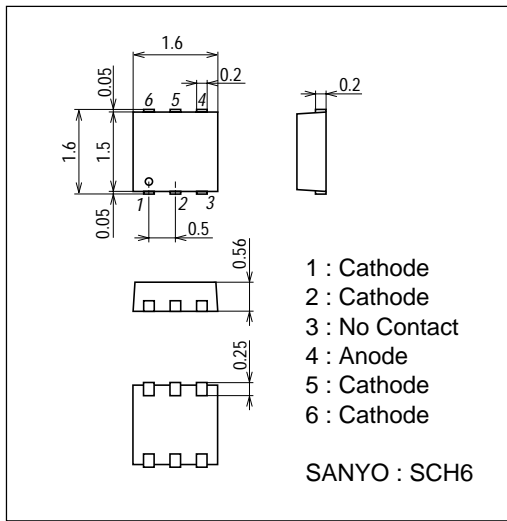 1.6
0.2
0.2
0.05
6 5 4
1.6
1.5
1 2 3
0.05
0.5
0.56
0.25
1 : Cathode
2 : Cathode
3 : No Contact
4 : Anode
5 : Cathode
6 : Cathode
SANYO : SCH6